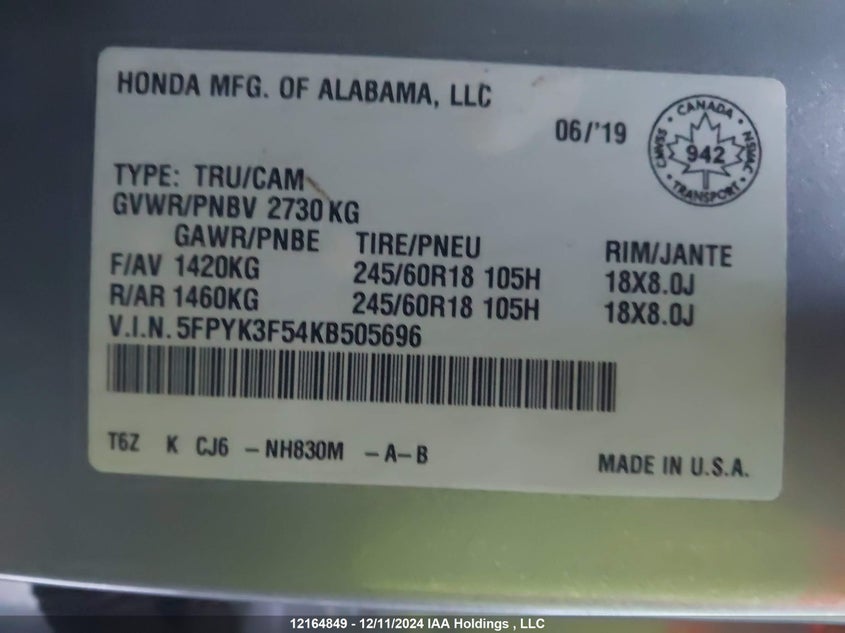 HONDA MFG. OF ALABAMA, LLC
06/'19
CANADA
CMVSS 942 NSVAC
TRANSPORT
TYPE: TRU/CAM
GVWR/PNBV 2730 KG
GAWR/PNBE TIRE/PNEU RIM/JANTE
F/AV 1420KG 245/60R18 105H 18X8.0J
R/AR 1460KG 245/60R18 105H 18X8.0J
V.I.N. 5FPYK3F54KB505696
T6Z K CJ6 -NH830M -A-B
MADE IN U.S.A.
12164849 - 12/11/2024 IAA Holdings , LLC